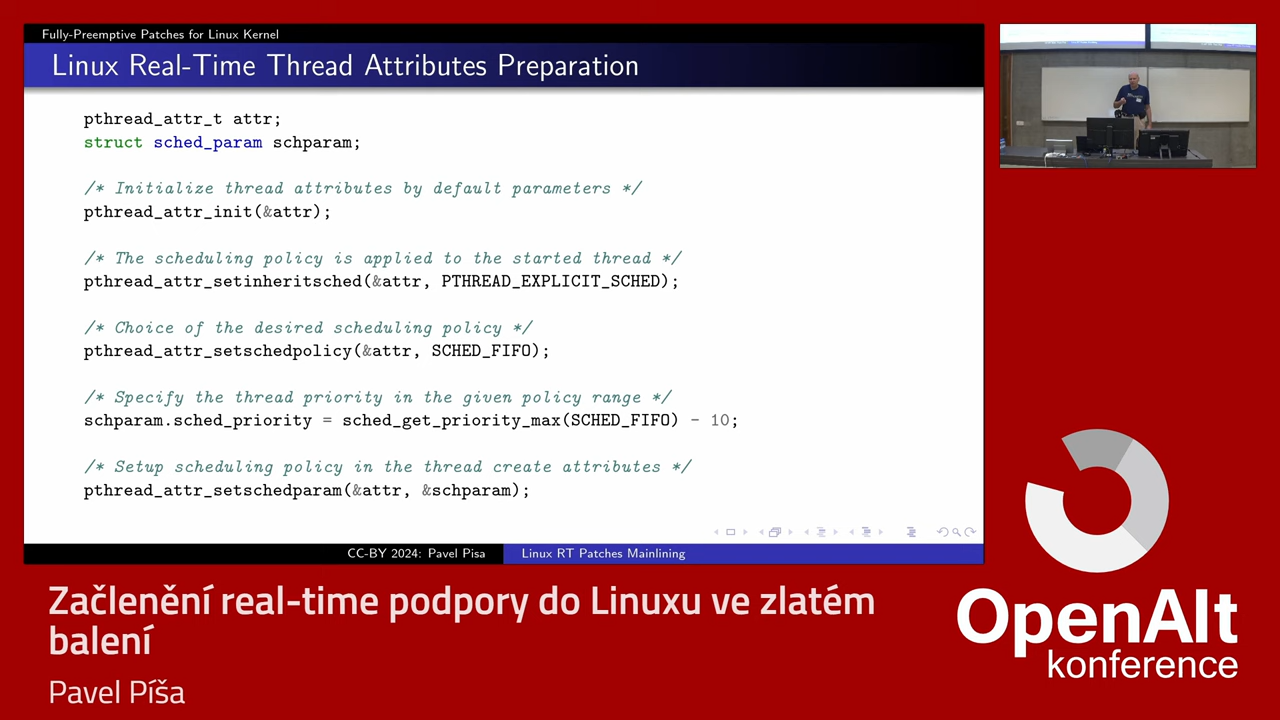 Fully-Preemptive Patches for Linux Kernel
Linux Real-Time Thread Attributes Preparation
pthread_attr_t attr;
struct sched_param schparam;
/* Initialize thread attributes by default parameters */
pthread_attr_init(&attr);
/* The scheduling policy is applied to the started thread */
pthread_attr_setinheritsched(&attr, PTHREAD_EXPLICIT_SCHED);
/* Choice of the desired scheduling policy */
pthread_attr_setschedpolicy(&attr, SCHED_FIFO);
/* Specify the thread priority in the given policy range */
schparam.sched_priority = sched_get_priority_max(SCHED_FIFO) - 10;
/* Setup scheduling policy in the thread create attributes */
pthread_attr_setschedparam(&attr, &schparam);
CC-BY 2024: Pavel Pisa
Linux RT Patches Mainlining
Začlenění real-time podpory do Linuxu ve zlatém
balení
Pavel Píša
OpenAlt
konference